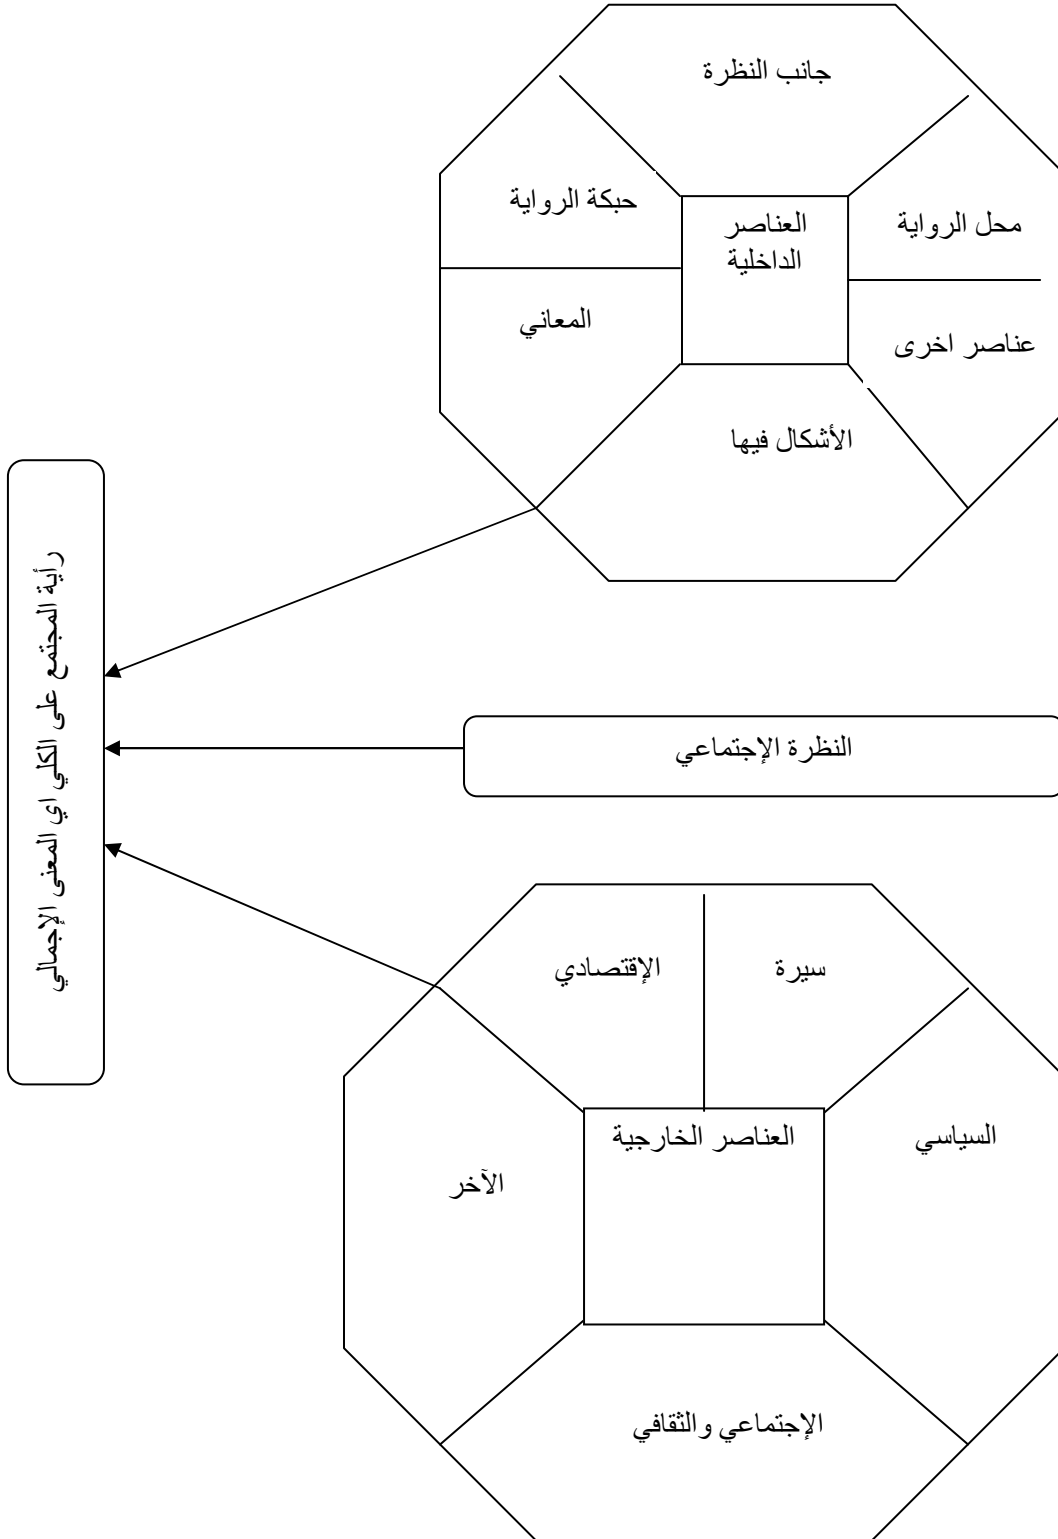 جانب النظرة
محل الرواية
حبكة الرواية
العناصر
الداخلية
عناصر اخرى
المعاني
الأشكال فيها
النظرة الإجتماعي
رأية المجتمع على الكلي اي المعنى الإجمالي
سيرة
الإقتصادي
السياسي
العناصر الخارجية
الآخر
الإجتماعي والثقافي